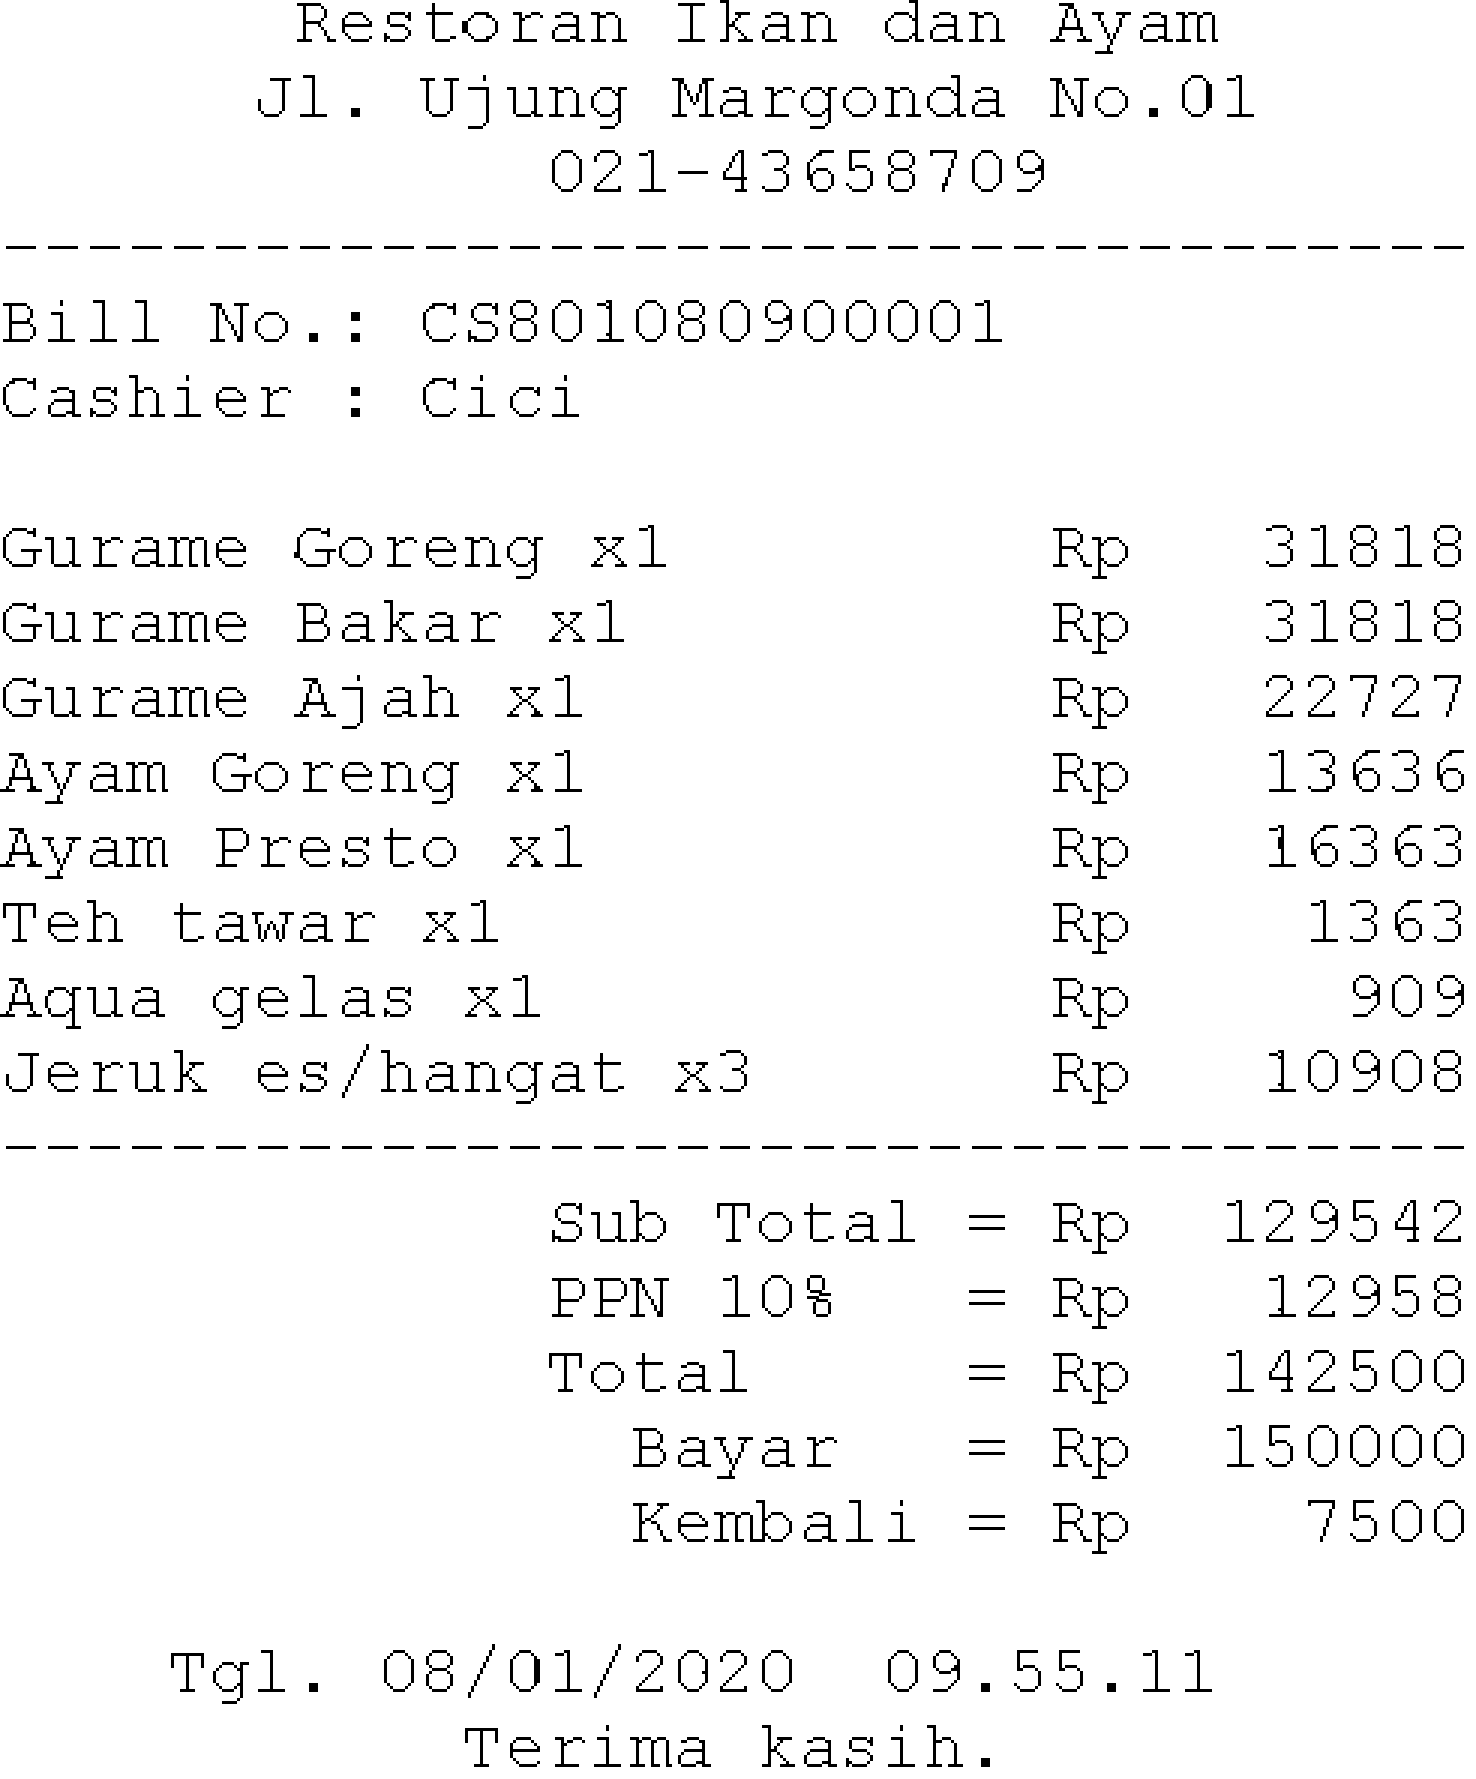 Restoran Ikan dan Ayam
Jl. Ujung Margonda No.01
021-43658709
-----------------------------------
Bill No.: CS801080900001
Cashier : Cici
Gurame Goreng x1 Rp 31818
Gurame Bakar x1 Rp 31818
Gurame Ajah x1 Rp 22727
Ayam Goreng x1 Rp 13636
Ayam Presto x1 Rp 16363
Teh tawar x1 Rp 1363
Aqua gelas x1 Rp 909
Jeruk es/hangat x3 Rp 10908
-----------------------------------
Sub Total = Rp 129542
PPN 10% = Rp 12958
Total = Rp 142500
Bayar = Rp 150000
Kembali = Rp 7500
Tgl. 08/01/2020 09.55.11
Terima kasih.